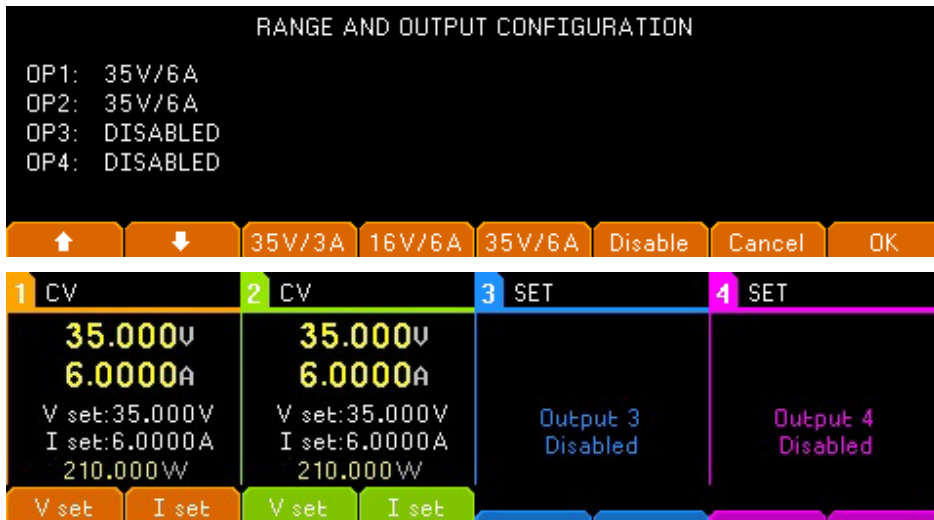 RANGE AND OUTPUT CONFIGURATION
OP1: 35V/6A
OP2: 35V/6A
OP3: DISABLED
OP4: DISABLED
35V/3A 16V/6A 35V/6A Disable Cancel OK
1 CV 2 CV 3 SET 4 SET
35.000V 35.000V
6.0000A 6.0000A
V set:35.000V V set:35.000V Output 3 Output 4
I set:6.0000A I set:6.0000A Disabled Disabled
210.000W 210.000W
V set I set V set I set